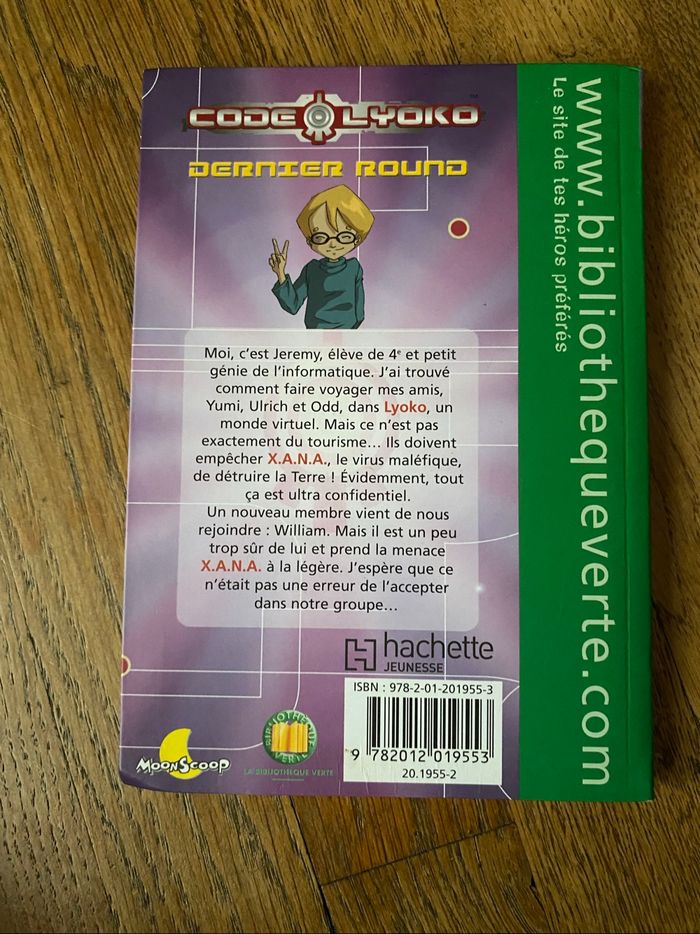 CODE LYOKO
DERNIER ROUND
Moi, c'est Jeremy, élève de 4e et petit
génie de l'informatique. J'ai trouvé
comment faire voyager mes amis,
Yumi, Ulrich et Odd, dans Lyoko, un
monde virtuel. Mais ce n'est pas
exactement du tourisme... Ils doivent
empêcher X.A.N.A., le virus maléfique,
de détruire la Terre ! Évidemment, tout
ça est ultra confidentiel.
Un nouveau membre vient de nous
rejoindre : William. Mais il est un peu
trop sûr de lui et prend la menace
X.A.N.A. à la légère. J'espère que ce
n'était pas une erreur de l'accepter
dans notre groupe...
hachette
JEUNESSE
ISBN : 978-2-01-201955-3
9 782012 019553
20.1955-2
MOONSCOOP
BIBLIOTHÈQUE
VERTE
LA BIBLIOTHÈQUE VERTE
www.bibliothequeverte.com
Le site de tes héros préférés